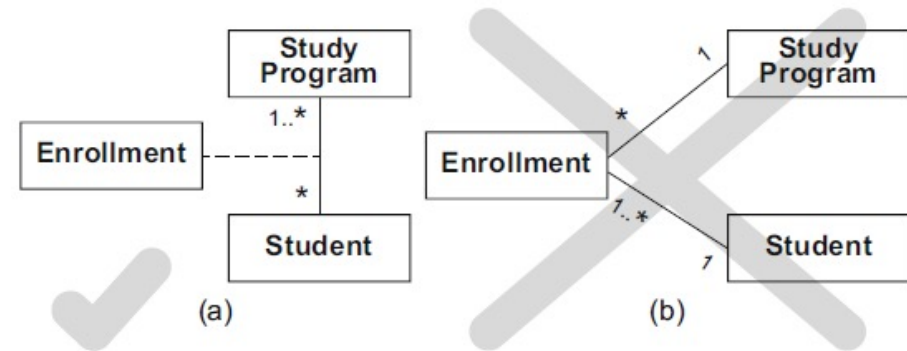 Study
Program
1..*
Enrollment
*
Student
(a)
Study
Program
1
*
Enrollment
1..*
1
Student
(b)